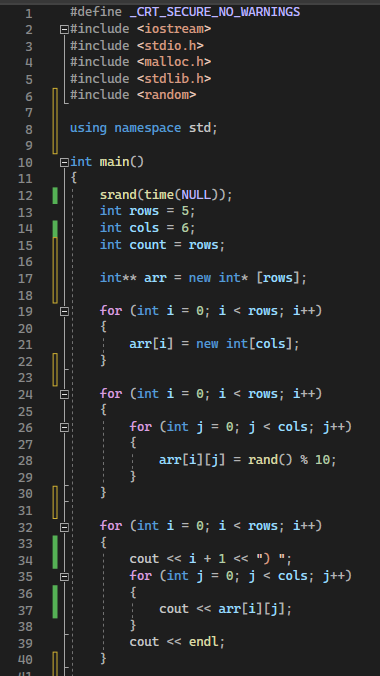 1 #define _CRT_SECURE_NO_WARNINGS
2 #include <iostream>
3 #include <stdio.h>
4 #include <malloc.h>
5 #include <stdlib.h>
6 #include <random>
7
8 using namespace std;
9
10 int main()
11 {
12 srand(time(NULL));
13 int rows = 5;
14 int cols = 6;
15 int count = rows;
16
17 int** arr = new int* [rows];
18
19 for (int i = 0; i < rows; i++)
20 {
21 arr[i] = new int[cols];
22 }
23
24 for (int i = 0; i < rows; i++)
25 {
26 for (int j = 0; j < cols; j++)
27 {
28 arr[i][j] = rand() % 10;
29 }
30 }
31
32 for (int i = 0; i < rows; i++)
33 {
34 cout << i + 1 << ") ";
35 for (int j = 0; j < cols; j++)
36 {
37 cout << arr[i][j];
38 }
39 cout << endl;
40 }